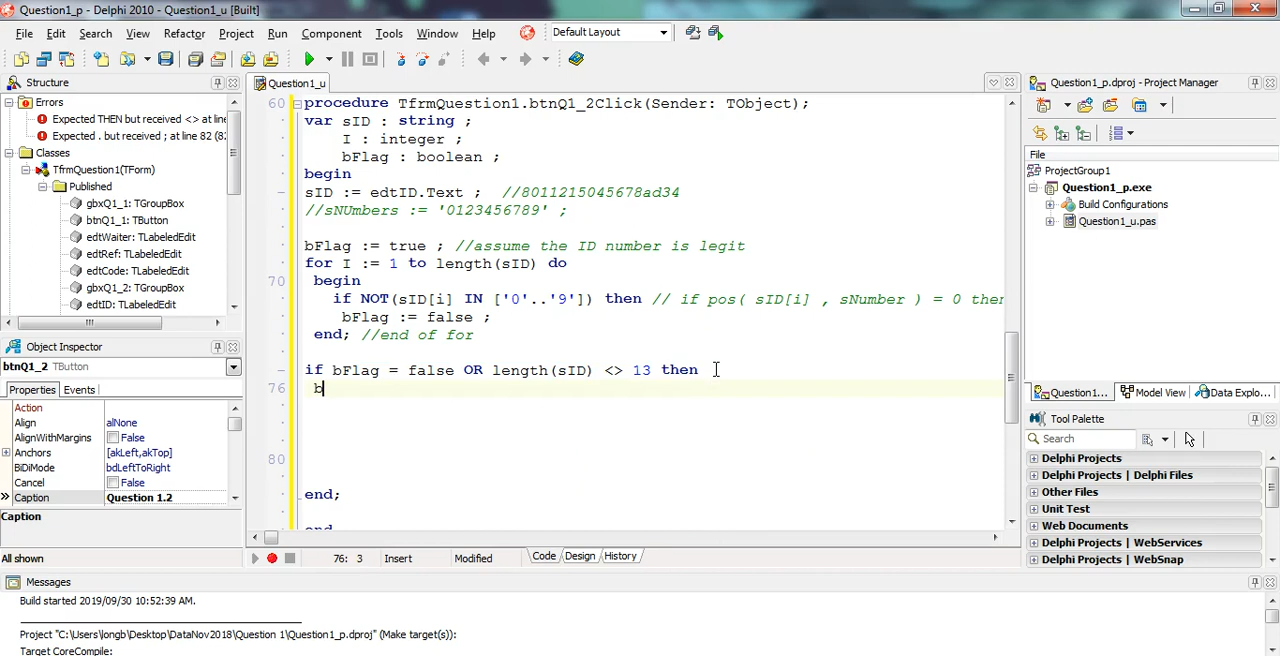 Question1_p - Delphi 2010 - Question1_u [Built]
File Edit Search View Refactor Project Run Component Tools Window Help Default Layout
Structure
Question1_u
Question1_p.dproj - Project Manager
Errors
Expected THEN but received <> at line
Expected . but received ; at line 82 (82:
Classes
TfrmQuestion1(TForm)
Published
gbxQ1_1: TGroupBox
btnQ1_1: TButton
edtWaiter: TLabeledEdit
edtRef: TLabeledEdit
edtCode: TLabeledEdit
gbxQ1_2: TGroupBox
edtID: TLabeledEdit
Object Inspector
btnQ1_2 TButton
Properties Events
Action
Align alNone
AlignWithMargins False
Anchors [akLeft,akTop]
BiDiMode bdLeftToRight
Cancel False
Caption Question 1.2
Caption
All shown
60 procedure TfrmQuestion1.btnQ1_2Click(Sender: TObject);
var sID : string ;
I : integer ;
bFlag : boolean ;
begin
sID := edtID.Text ; //8011215045678ad34
//sNUmbers := '0123456789' ;
bFlag := true ; //assume the ID number is legit
for I := 1 to length(sID) do
70 begin
if NOT(sID[i] IN ['0'..'9']) then // if pos( sID[i] , sNumber ) = 0 then
bFlag := false ;
end; //end of for
if bFlag = false OR length(sID) <> 13 then
76 b
80
end;
end.
76: 3 Insert Modified Code Design History
File
ProjectGroup1
Question1_p.exe
Build Configurations
Question1_u.pas
Question1... Model View Data Explo...
Tool Palette
Search
Delphi Projects
Delphi Projects | Delphi Files
Other Files
Unit Test
Web Documents
Delphi Projects | WebServices
Delphi Projects | WebSnap
Messages
Build started 2019/09/30 10:52:39 AM.
Project "C:\Users\longb\Desktop\DataNov2018\Question 1\Question1_p.dproj" (Make target(s)):
Target CoreCompile: